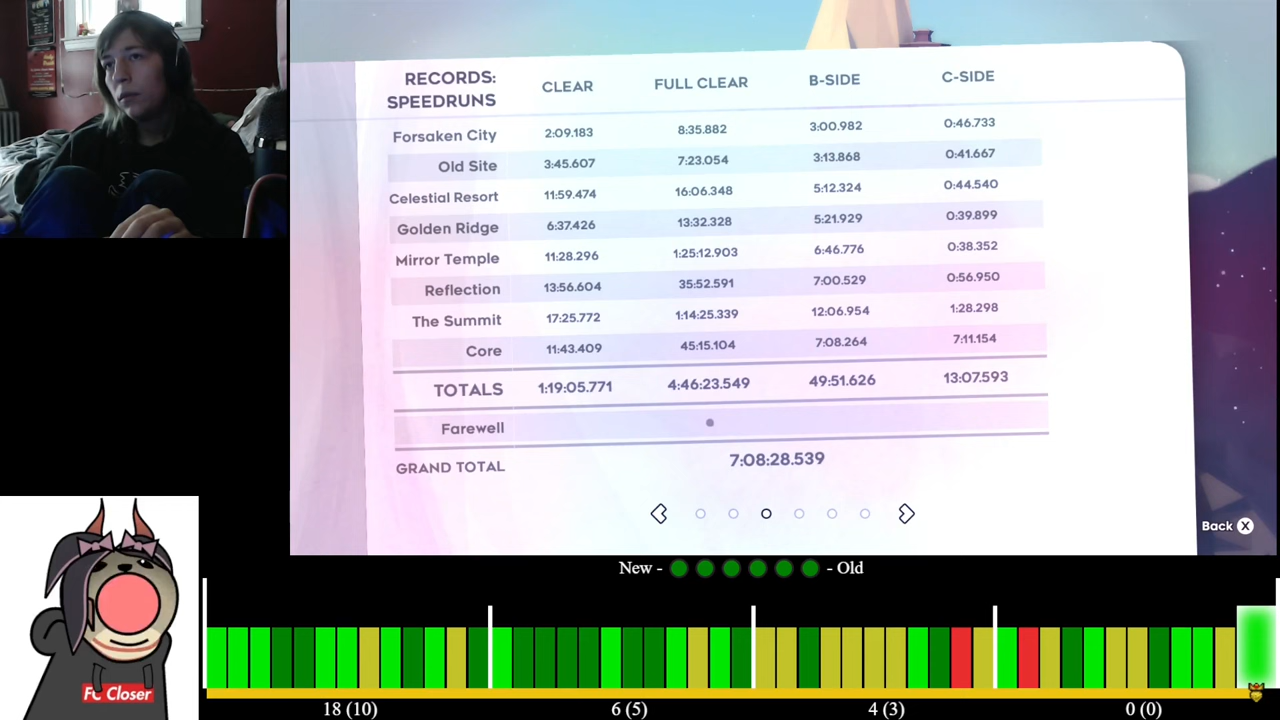 RECORDS: SPEEDRUNS CLEAR FULL CLEAR B-SIDE C-SIDE
Forsaken City 2:09.183 8:35.882 3:00.982 0:46.733
Old Site 3:45.607 7:23.054 3:13.868 0:41.667
Celestial Resort 11:59.474 16:06.348 5:12.324 0:44.540
Golden Ridge 6:37.426 13:32.328 5:21.929 0:39.899
Mirror Temple 11:28.296 1:25:12.903 6:46.776 0:38.352
Reflection 13:56.604 35:52.591 7:00.529 0:56.950
The Summit 17:25.772 1:14:25.339 12:06.954 1:28.298
Core 11:43.409 45:15.104 7:08.264 7:11.154
TOTALS 1:19:05.771 4:46:23.549 49:51.626 13:07.593
Farewell
GRAND TOTAL 7:08:28.539
Back X
New - - Old
FC Closer
18 (10) 6 (5) 4 (3) 0 (0)